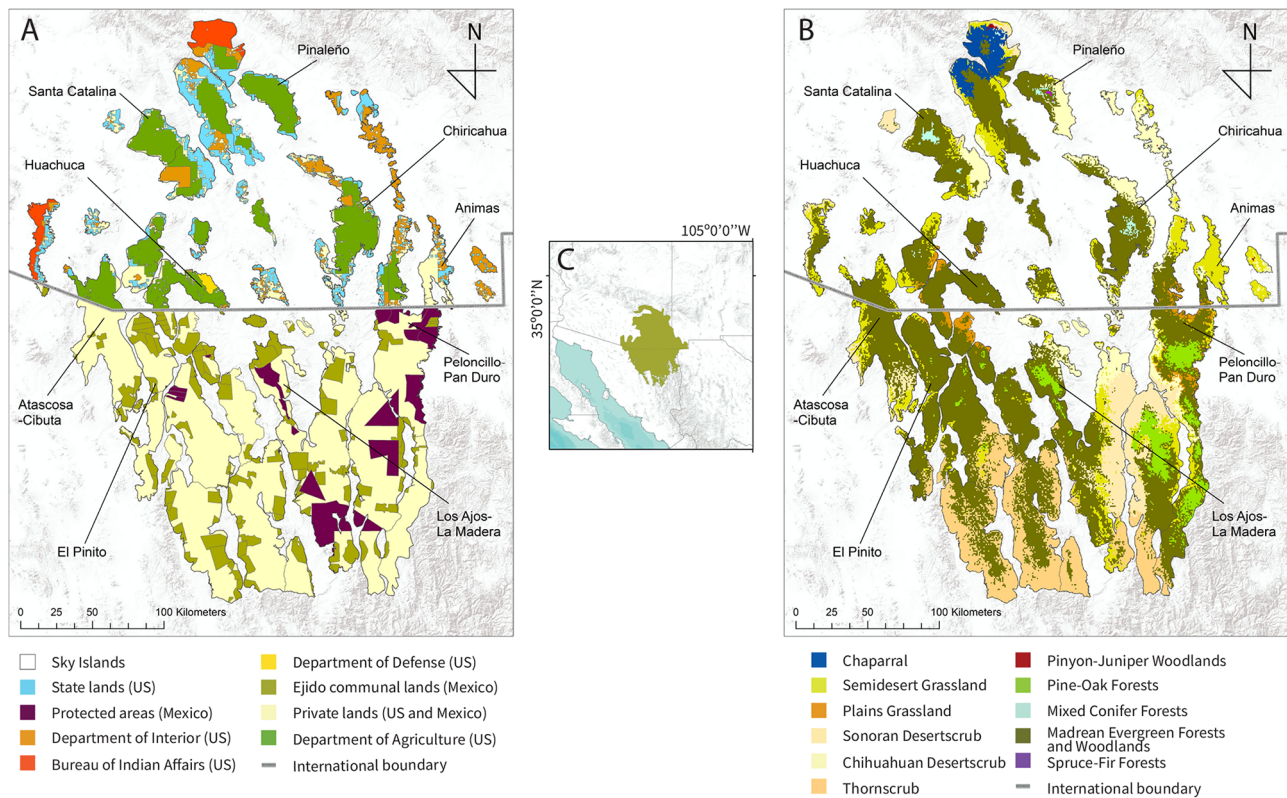 A
N
Pinaleño
Santa Catalina
Chiricahua
Huachuca
Animas
Peloncillo-
Pan Duro
Atascosa
-Cibuta
Los Ajos-
La Madera
El Pinito
0 25 50 100 Kilometers
Sky Islands
State lands (US)
Protected areas (Mexico)
Department of Interior (US)
Bureau of Indian Affairs (US)
Department of Defense (US)
Ejido communal lands (Mexico)
Private lands (US and Mexico)
Department of Agriculture (US)
International boundary
105°0'0''W
C
35°0'0''N
B
N
Pinaleño
Santa Catalina
Chiricahua
Huachuca
Animas
Peloncillo-
Pan Duro
Atascosa
-Cibuta
Los Ajos-
La Madera
El Pinito
0 25 50 100 Kilometers
Chaparral
Semidesert Grassland
Plains Grassland
Sonoran Desertscrub
Chihuahuan Desertscrub
Thornscrub
Pinyon-Juniper Woodlands
Pine-Oak Forests
Mixed Conifer Forests
Madrean Evergreen Forests
and Woodlands
Spruce-Fir Forests
International boundary